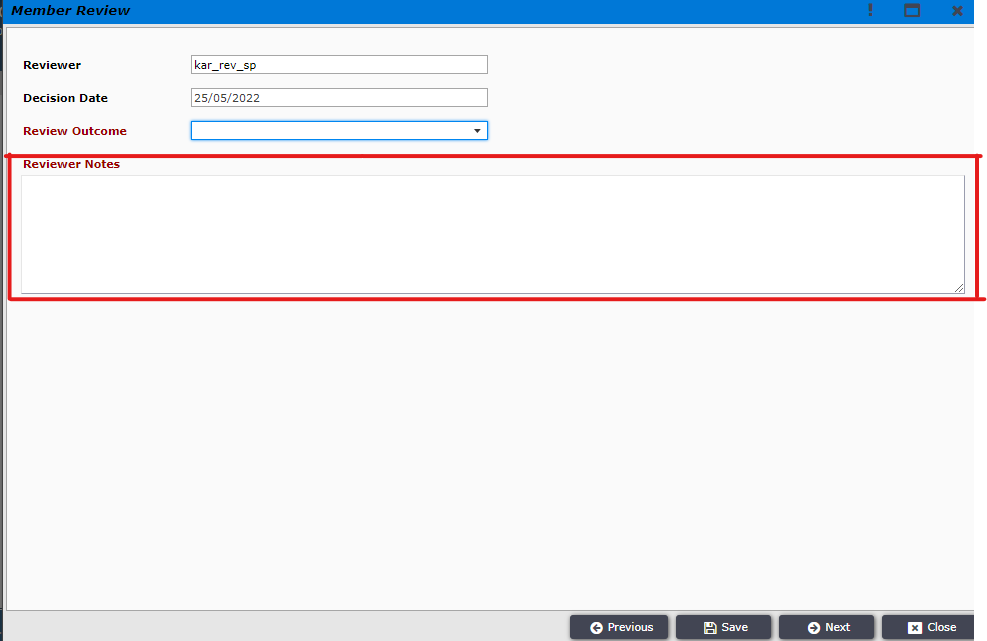 Member Review
Reviewer kar_rev_sp
Decision Date 25/05/2022
Review Outcome
Reviewer Notes
Previous Save Next Close